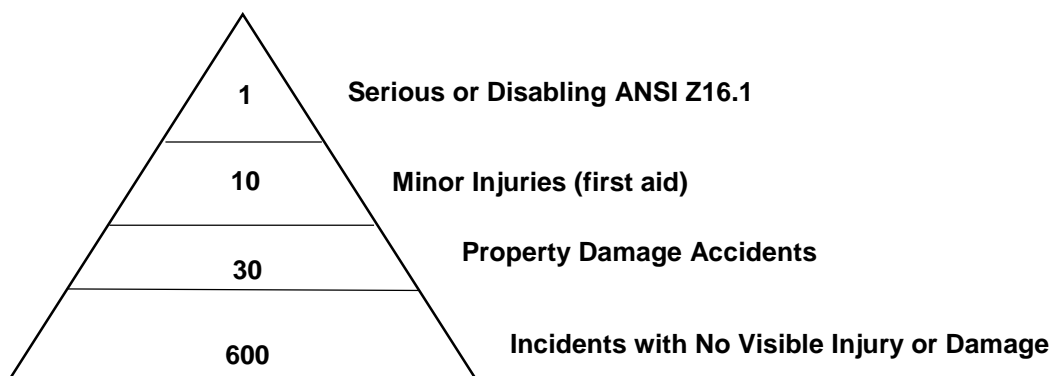 1 Serious or Disabling ANSI Z16.1
10 Minor Injuries (first aid)
Property Damage Accidents
30
Incidents with No Visible Injury or Damage
600